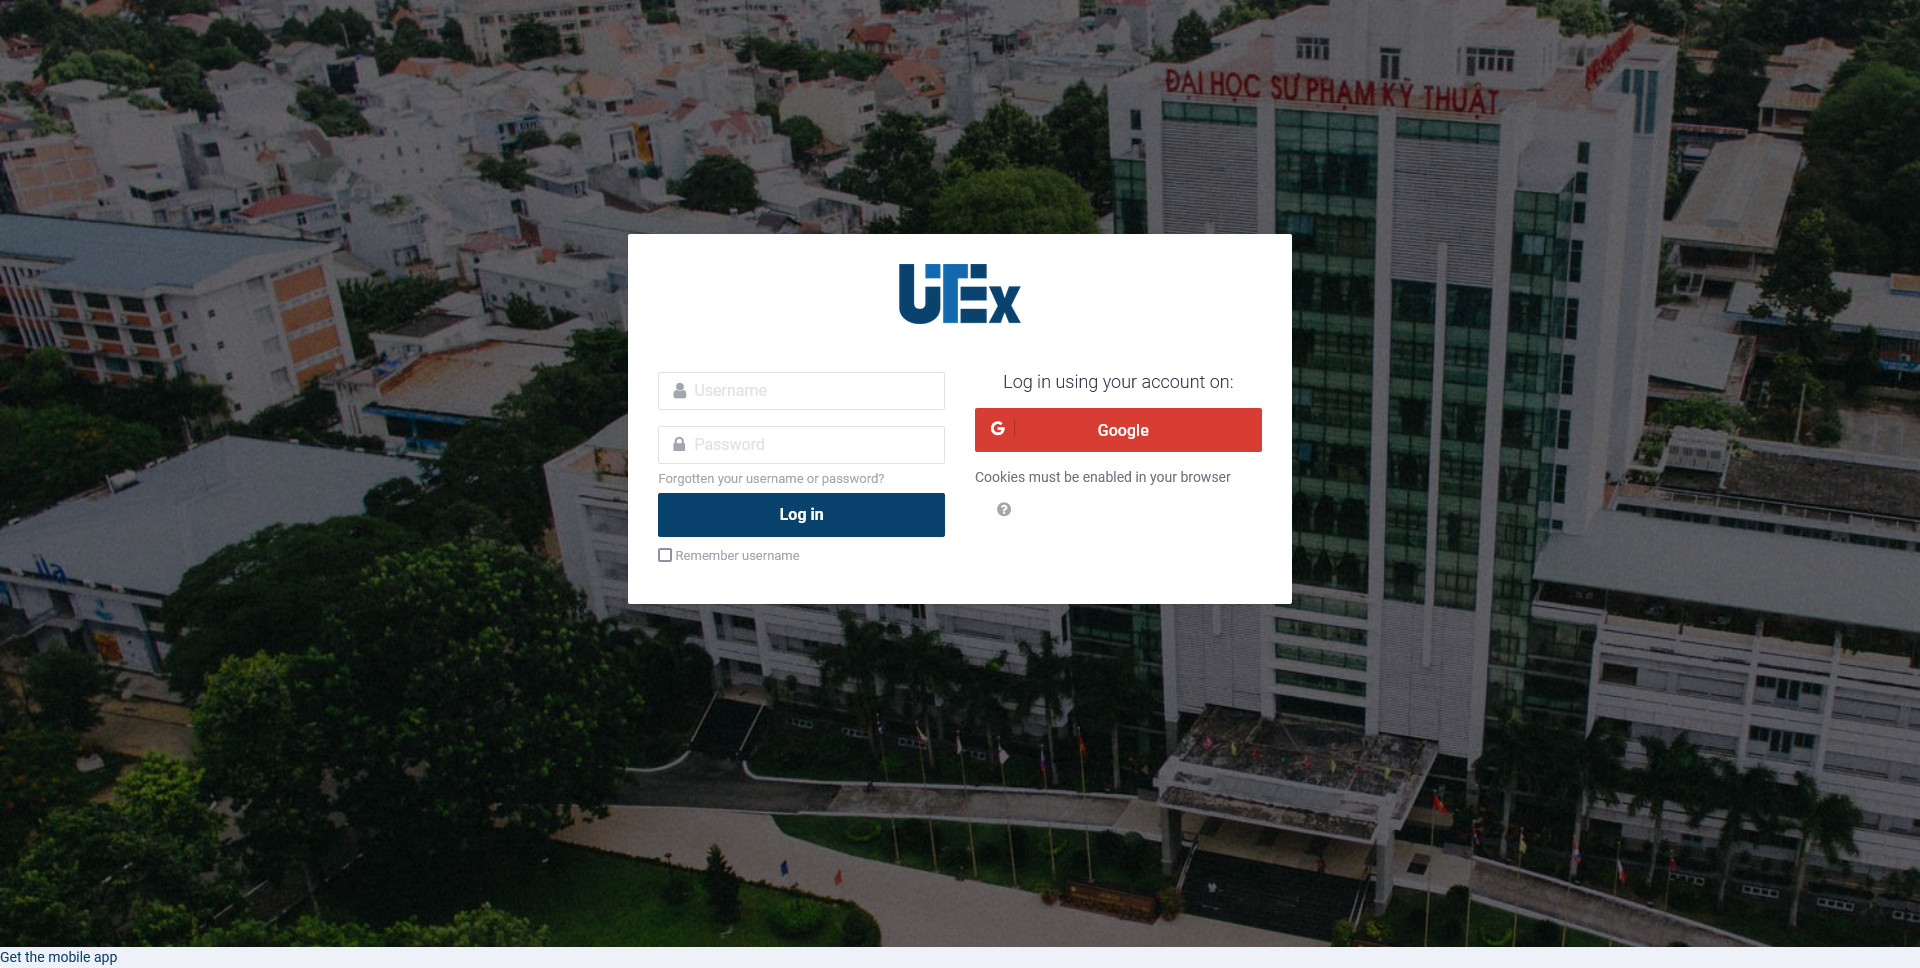 ĐẠI HỌC SƯ PHẠM KỸ THUẬT
UTEx
Username
Password
Forgotten your username or password?
Log in
Remember username
Log in using your account on:
Google
Cookies must be enabled in your browser
ila
Get the mobile app